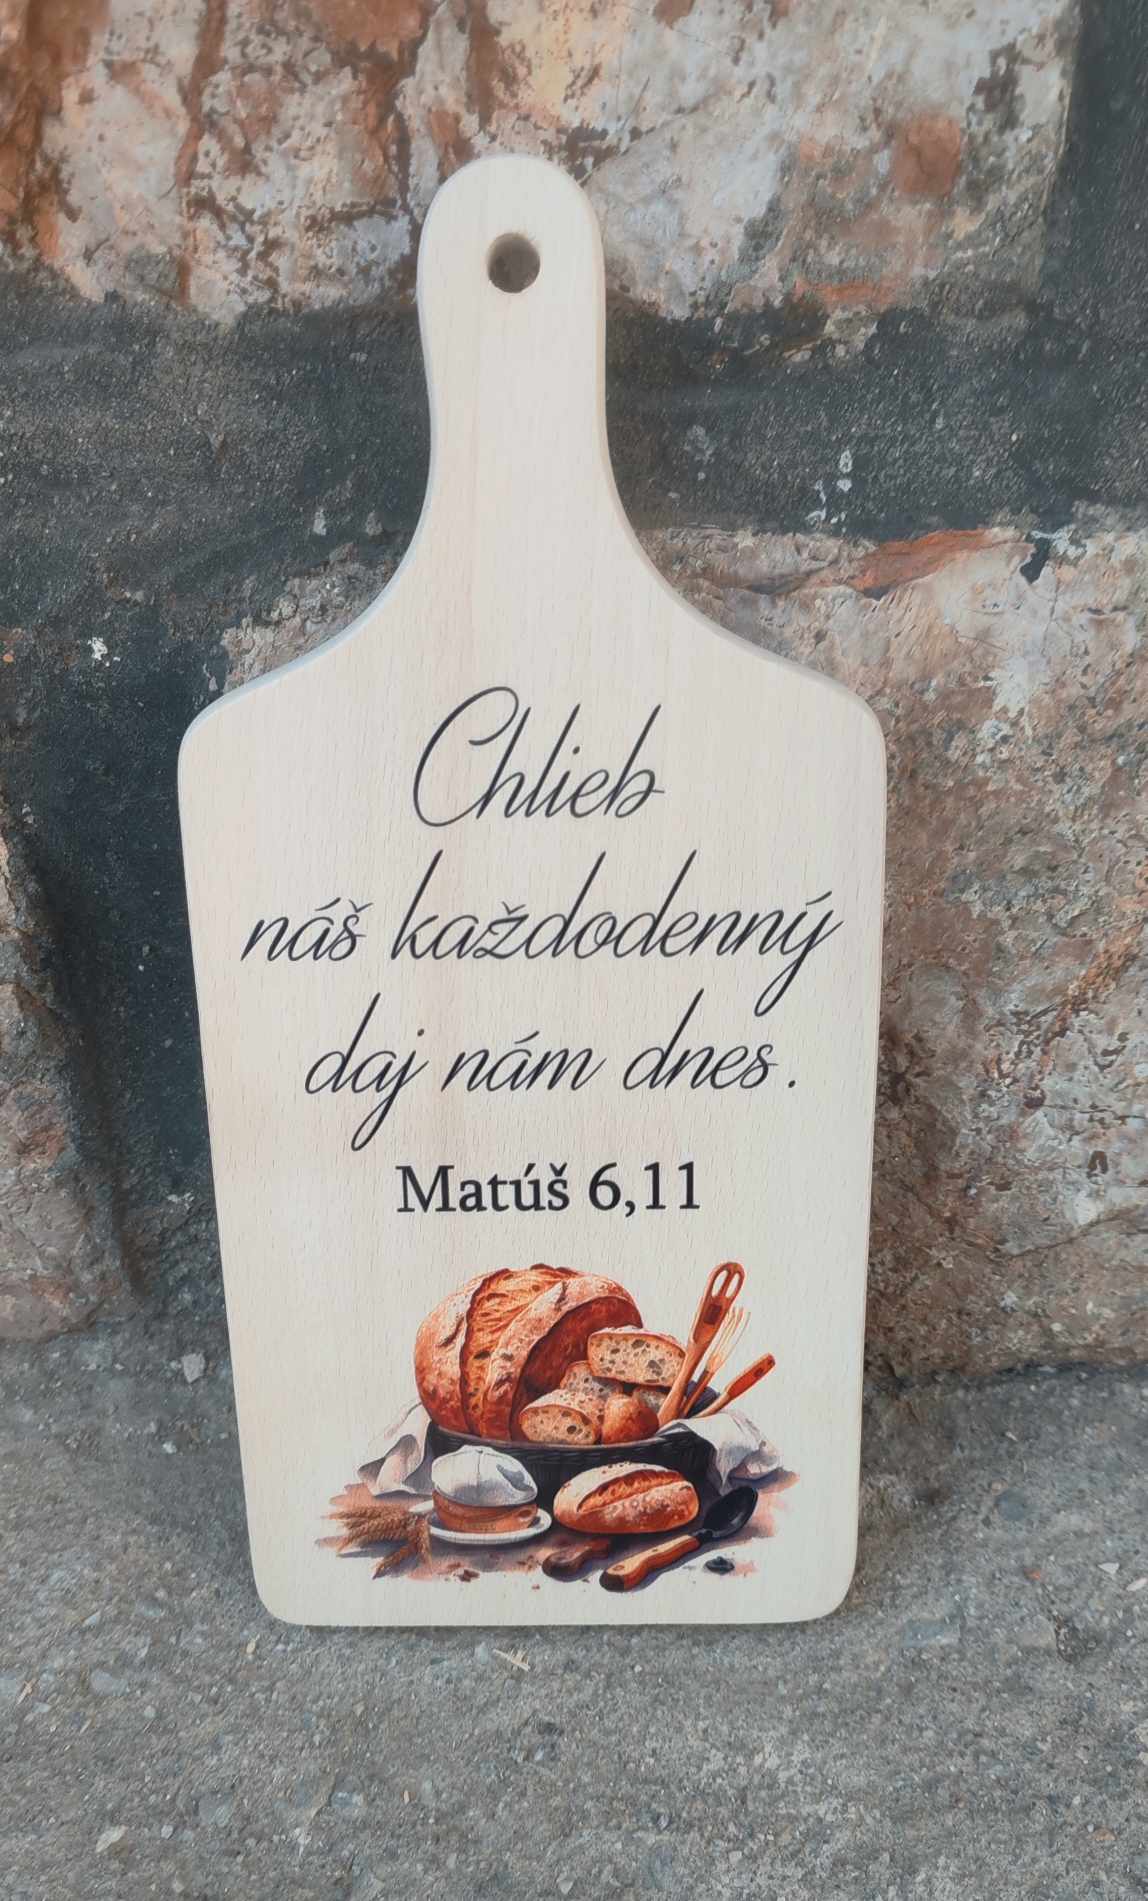 Chlieb
náš každodenný
daj nám dnes.
Matúš 6,11